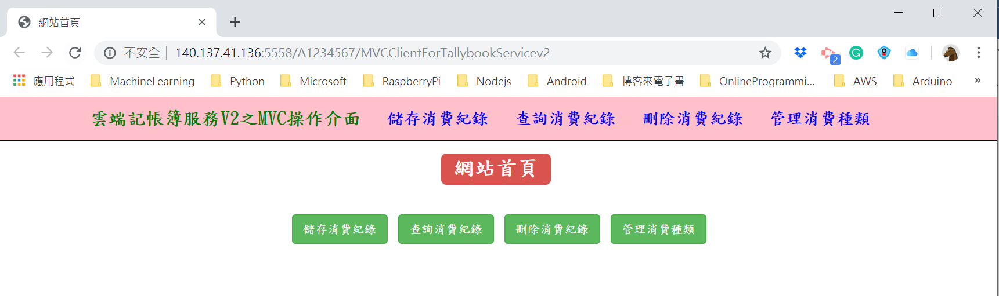 網站首頁
不安全 140.137.41.136:5558/A1234567/MVCClientForTallybookServicev2
2
應用程式 MachineLearning Python Microsoft RaspberryPi Nodejs Android 博客來電子書 OnlineProgrammi... AWS Arduino »
雲端記帳簿服務V2之MVC操作介面 儲存消費紀錄 查詢消費紀錄 刪除消費紀錄 管理消費種類
網站首頁
儲存消費紀錄 查詢消費紀錄 刪除消費紀錄 管理消費種類